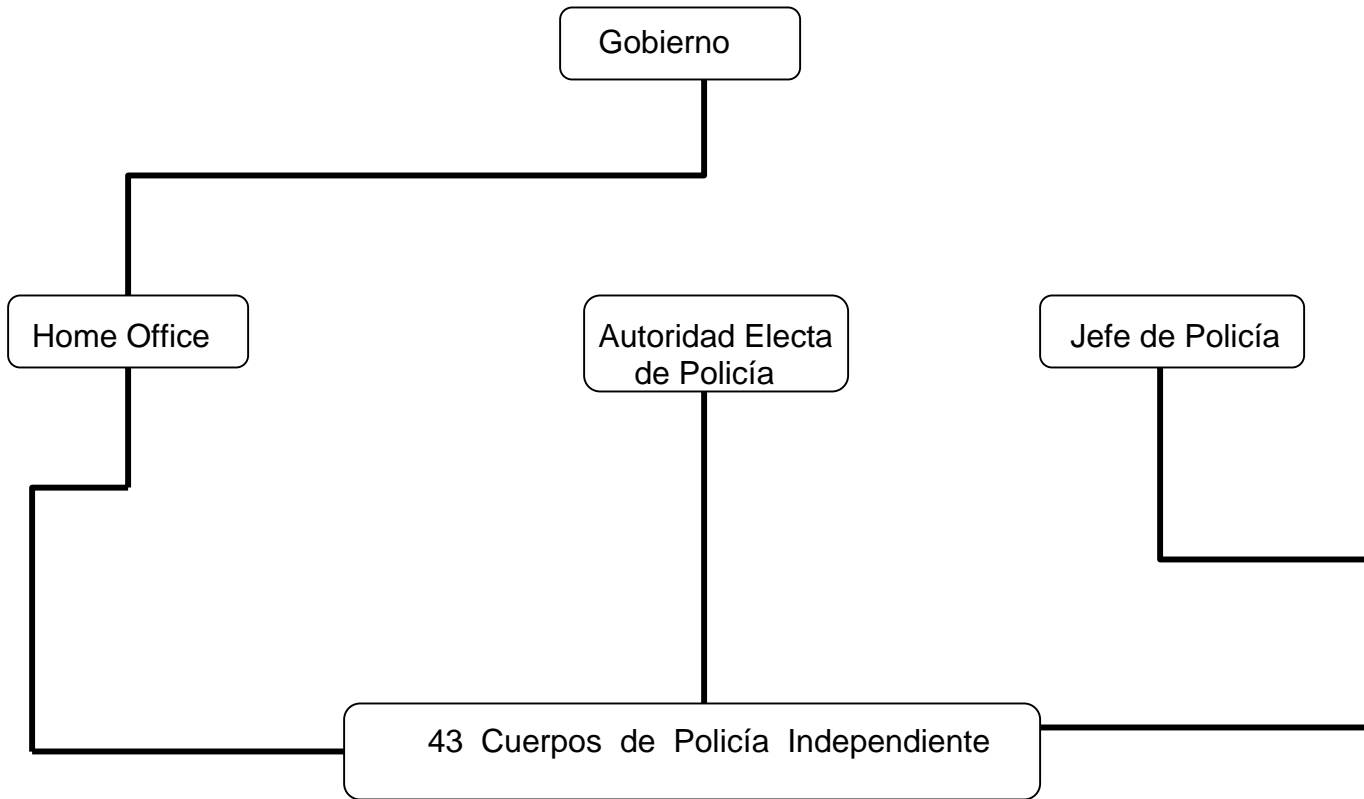 Gobierno
Home Office
Autoridad Electa
de Policía
Jefe de Policía
43 Cuerpos de Policía Independiente